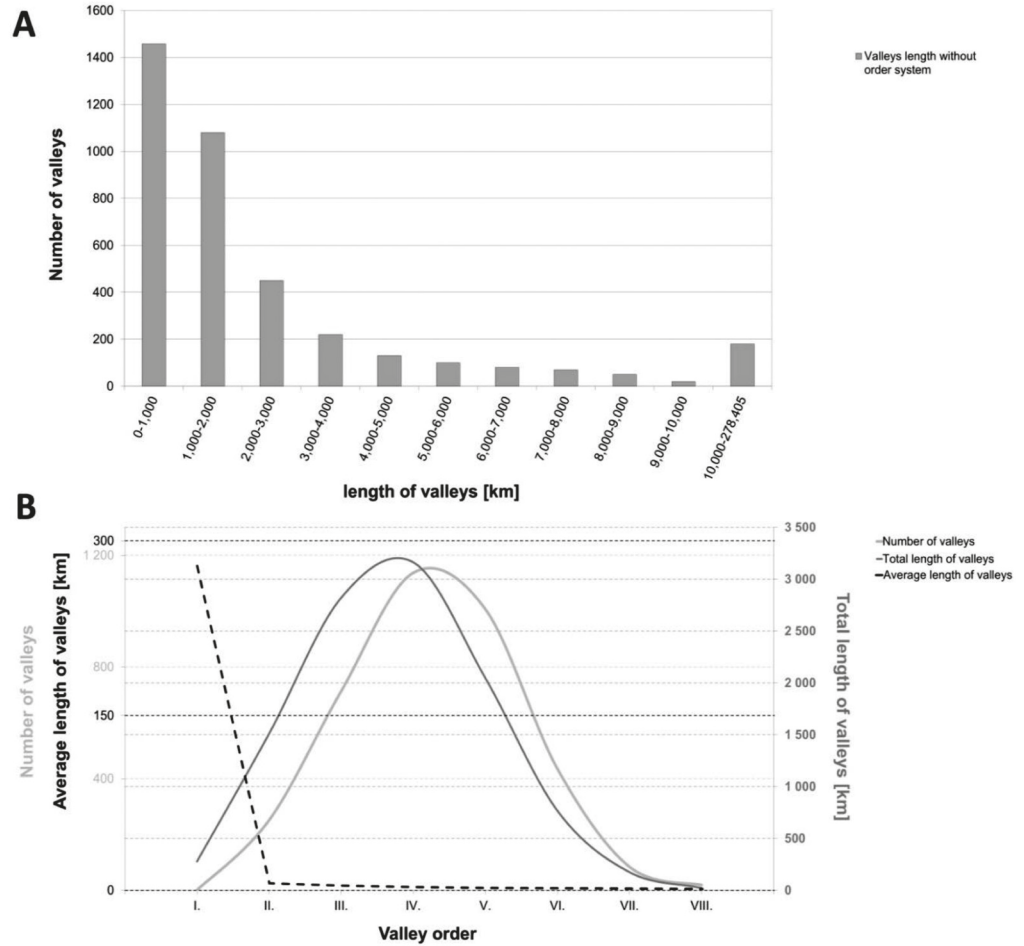 A
1600
1400
1200
1000
800
600
400
200
0
Number of valleys
0-1,000
1,000-2,000
2,000-3,000
3,000-4,000
4,000-5,000
5,000-6,000
6,000-7,000
7,000-8,000
8,000-9,000
9,000-10,000
10,000-278,405
length of valleys [km]
Valleys length without
order system
B
Number of valleys
Average length of valleys [km]
300
1 200
800
150
400
0
3 500
3 000
2 500
2 000
1 500
1 000
500
0
Total length of valleys [km]
I.
II.
III.
IV.
V.
VI.
VII.
VIII.
Valley order
Number of valleys
Total length of valleys
Average length of valleys